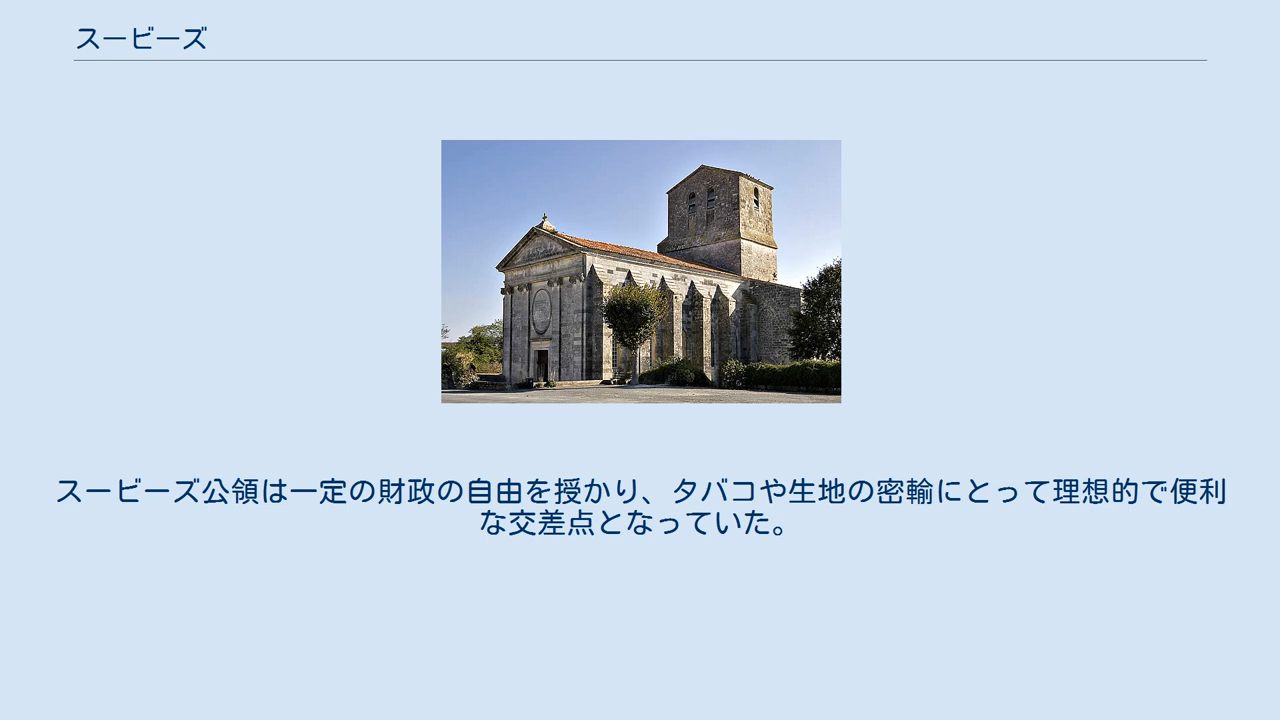 スービーズ
スービーズ公領は一定の財政の自由を授かり、タバコや生地の密輸にとって理想的で便利
な交差点となっていた。